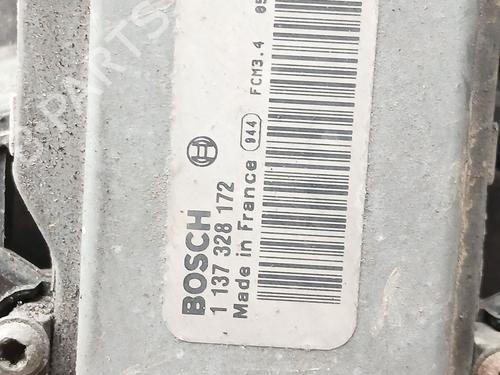 BOSCH
1 137 328 172
Made in France
944
FCM3.4